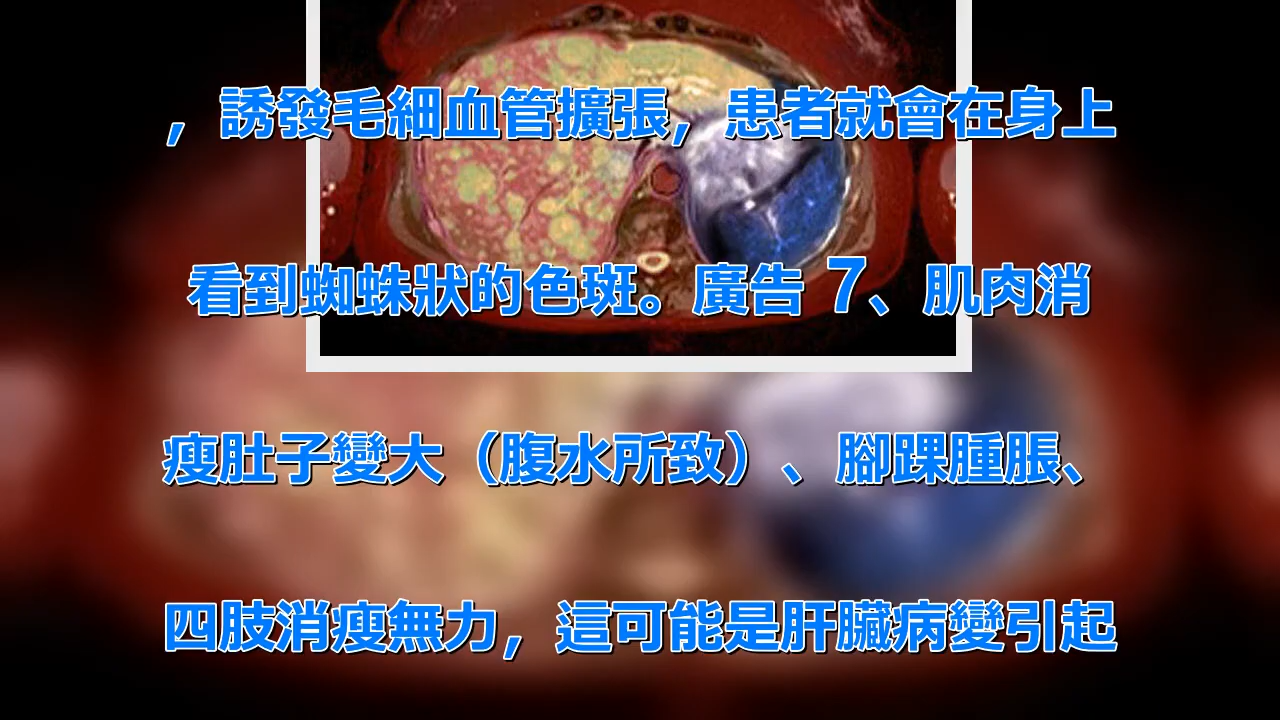 ，誘發毛細血管擴張，患者就會在身上
看到蜘蛛狀的色斑。廣告 7、肌肉消
瘦肚子變大（腹水所致）、腳踝腫脹、
四肢消瘦無力，這可能是肝臟病變引起